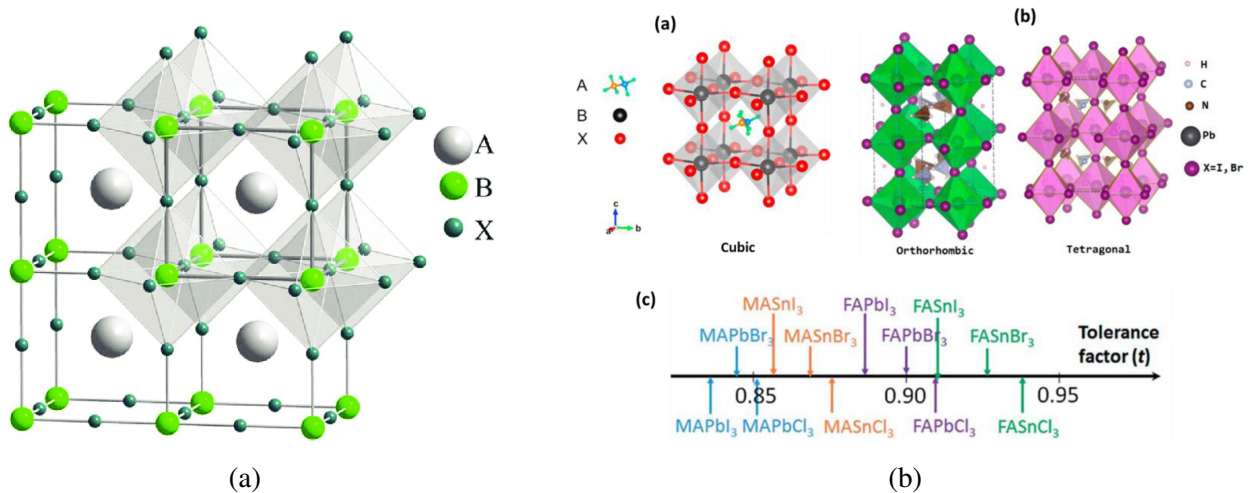 A
B
X
(a)
(a)
A
B
X
c
a
b
Cubic
Orthorhombic
(b)
H
C
N
Pb
X=I,Br
Tetragonal
(c)
MASnI3
FAPbI3
FASnI3
MAPbBr3
MASnBr3
FAPbBr3
FASnBr3
Tolerance
factor (t)
0.85
0.90
0.95
MAPbI3
MAPbCl3
MASnCl3
FAPbCl3
FASnCl3
(b)